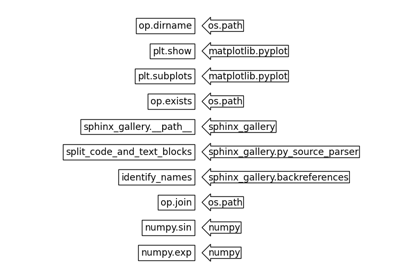 op.dirname os.path
plt.show matplotlib.pyplot
plt.subplots matplotlib.pyplot
op.exists os.path
sphinx_gallery.__path__ sphinx_gallery
split_code_and_text_blocks sphinx_gallery.py_source_parser
identify_names sphinx_gallery.backreferences
op.join os.path
numpy.sin numpy
numpy.exp numpy